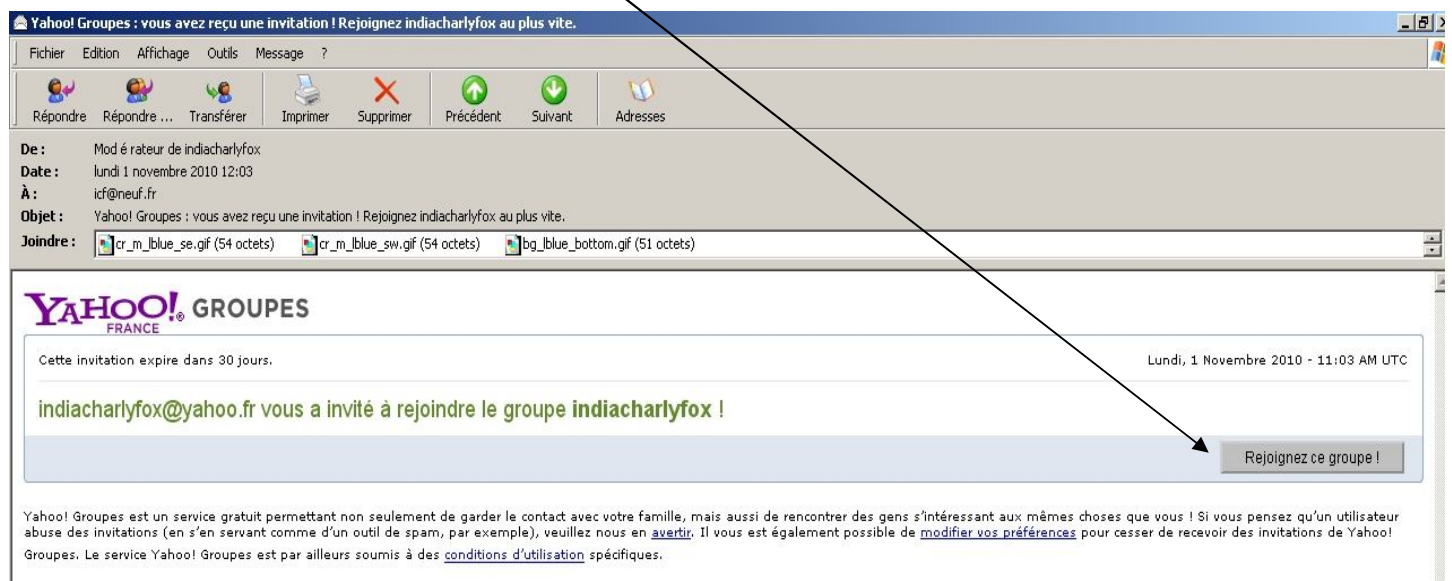 Yahoo! Groupes : vous avez reçu une invitation ! Rejoignez indiacharlyfox au plus vite.
Fichier Edition Affichage Outils Message ?
Répondre Répondre ... Transférer Imprimer Supprimer Précédent Suivant Adresses
De : Mod é rateur de indiacharlyfox
Date : lundi 1 novembre 2010 12:03
À : icf@neuf.fr
Objet : Yahoo! Groupes : vous avez reçu une invitation ! Rejoignez indiacharlyfox au plus vite.
Joindre : cr_m_lblue_se.gif (54 octets) cr_m_lblue_sw.gif (54 octets) bg_lblue_bottom.gif (51 octets)
YAHOO!® GROUPES
FRANCE
Cette invitation expire dans 30 jours. Lundi, 1 Novembre 2010 - 11:03 AM UTC
indiacharlyfox@yahoo.fr vous a invité à rejoindre le groupe indiacharlyfox !
Rejoignez ce groupe !
Yahoo! Groupes est un service gratuit permettant non seulement de garder le contact avec votre famille, mais aussi de rencontrer des gens s'intéressant aux mêmes choses que vous ! Si vous pensez qu'un utilisateur
abuse des invitations (en s'en servant comme d'un outil de spam, par exemple), veuillez nous en avertir. Il vous est également possible de modifier vos préférences pour cesser de recevoir des invitations de Yahoo!
Groupes. Le service Yahoo! Groupes est par ailleurs soumis à des conditions d'utilisation spécifiques.